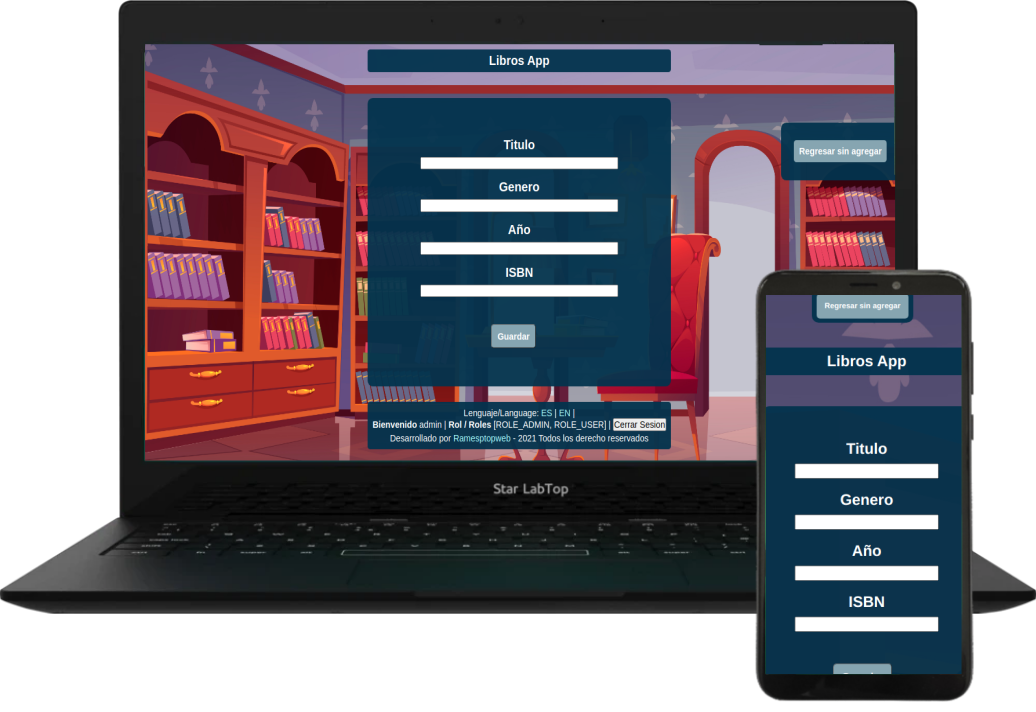 Libros App
Regresar sin agregar
Titulo
Genero
Año
ISBN
Guardar
Lenguaje/Language: ES | EN |
Bienvenido admin | Rol / Roles [ROLE_ADMIN, ROLE_USER] | Cerrar Sesion
Desarrollado por Ramesptopweb - 2021 Todos los derecho reservados
Star LabTop
Regresar sin agregar
Libros App
Titulo
Genero
Año
ISBN